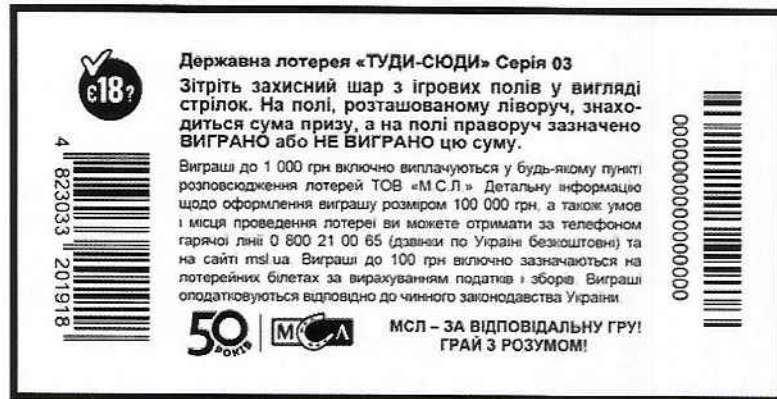 є18?
Державна лотерея «ТУДИ-СЮДИ» Серія 03
Зітріть захисний шар з ігрових полів у вигляді
стрілок. На полі, розташованому ліворуч, знахо-
диться сума призу, а на полі праворуч зазначено
ВИГРАНО або НЕ ВИГРАНО цю суму.
Виграші до 1 000 грн включно виплачуються у будь-якому пункті
розповсюдження лотерей ТОВ «М.С.Л.» Детальну інформацію
щодо оформлення виграшу розміром 100 000 грн, а також умов
і місця проведення лотереї ви можете отримати за телефоном
гарячої лінії 0 800 21 00 65 (дзвінки по Україні безкоштовні) та
на сайті msl.ua. Виграші до 100 грн включно зазначаються на
лотерейних білетах за вирахуванням податків і зборів. Виграші
оподатковуються відповідно до чинного законодавства України.
50 РОКІВ
МСЛ
МСЛ – ЗА ВІДПОВІДАЛЬНУ ГРУ!
ГРАЙ З РОЗУМОМ!
4 823033 201918